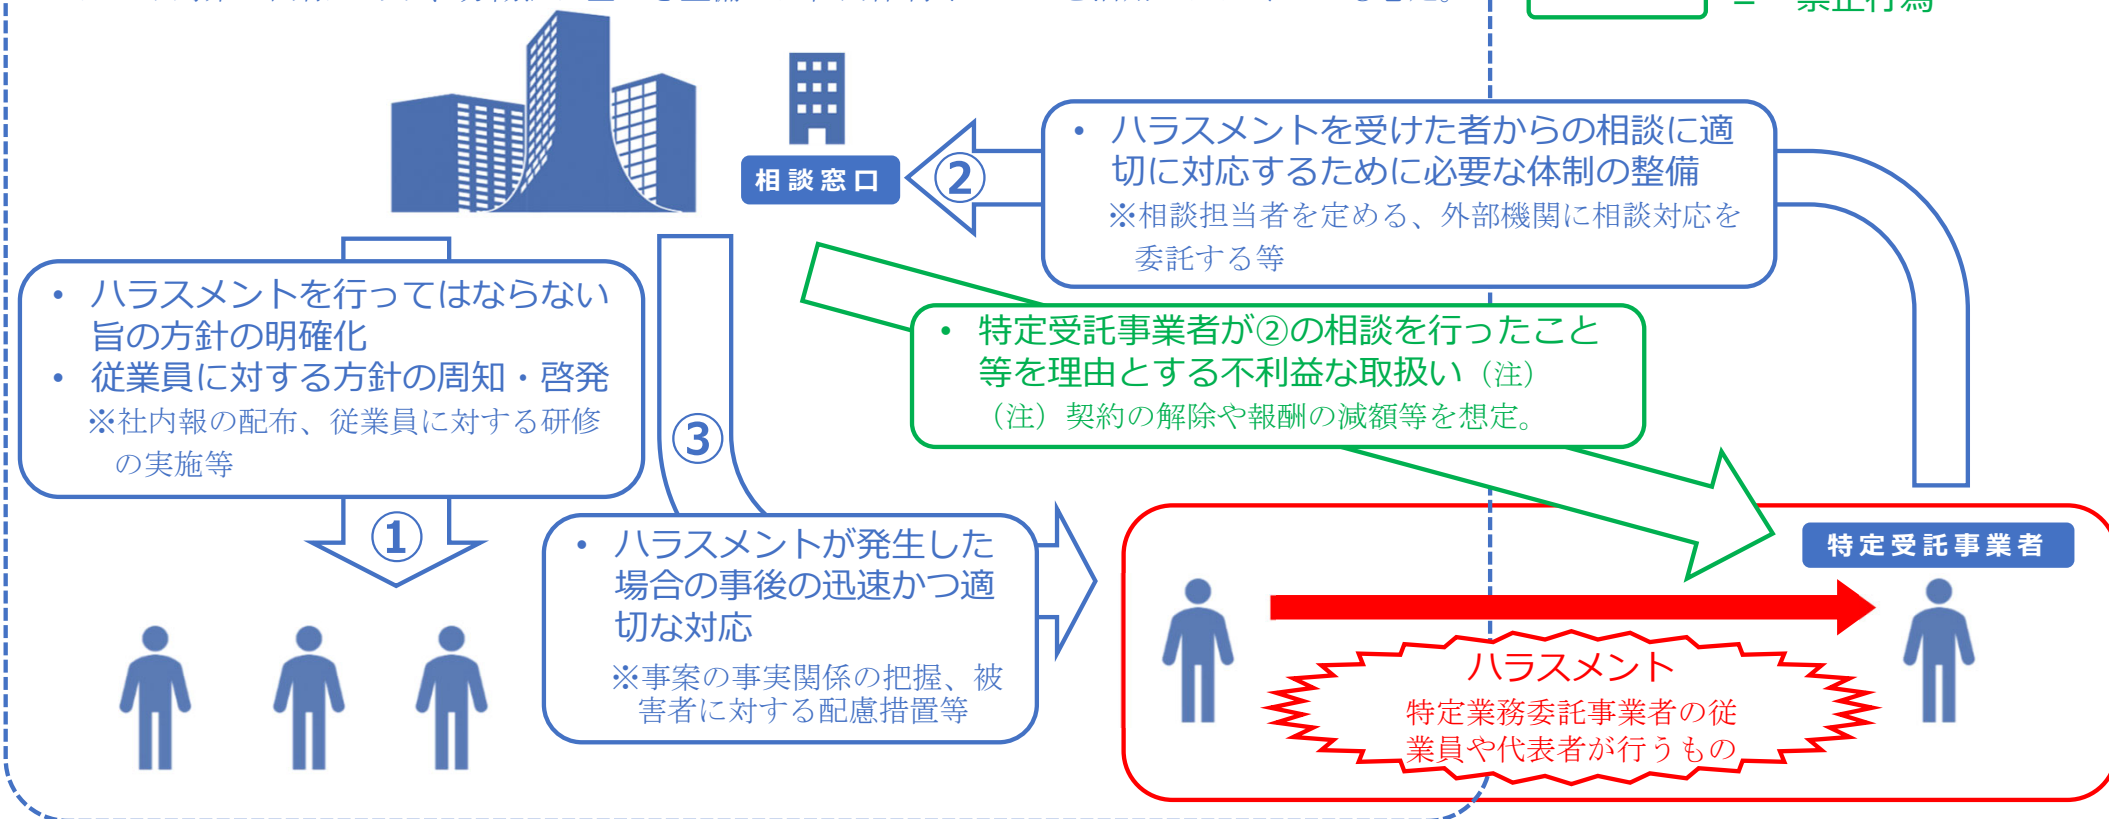 禁止行為
相談窓口
②
・ハラスメントを受けた者からの相談に適
切に対応するために必要な体制の整備
※相談担当者を定める、外部機関に相談対応を
委託する等
・ハラスメントを行ってはならない
旨の方針の明確化
・従業員に対する方針の周知・啓発
※社内報の配布、従業員に対する研修
の実施等
①
・特定受託事業者が②の相談を行ったこと
等を理由とする不利益な取扱い（注）
（注）契約の解除や報酬の減額等を想定。
③
・ハラスメントが発生した
場合の事後の迅速かつ適
切な対応
※事案の事実関係の把握、被
害者に対する配慮措置等
特定受託事業者
ハラスメント
特定業務委託事業者の従
業員や代表者が行うもの